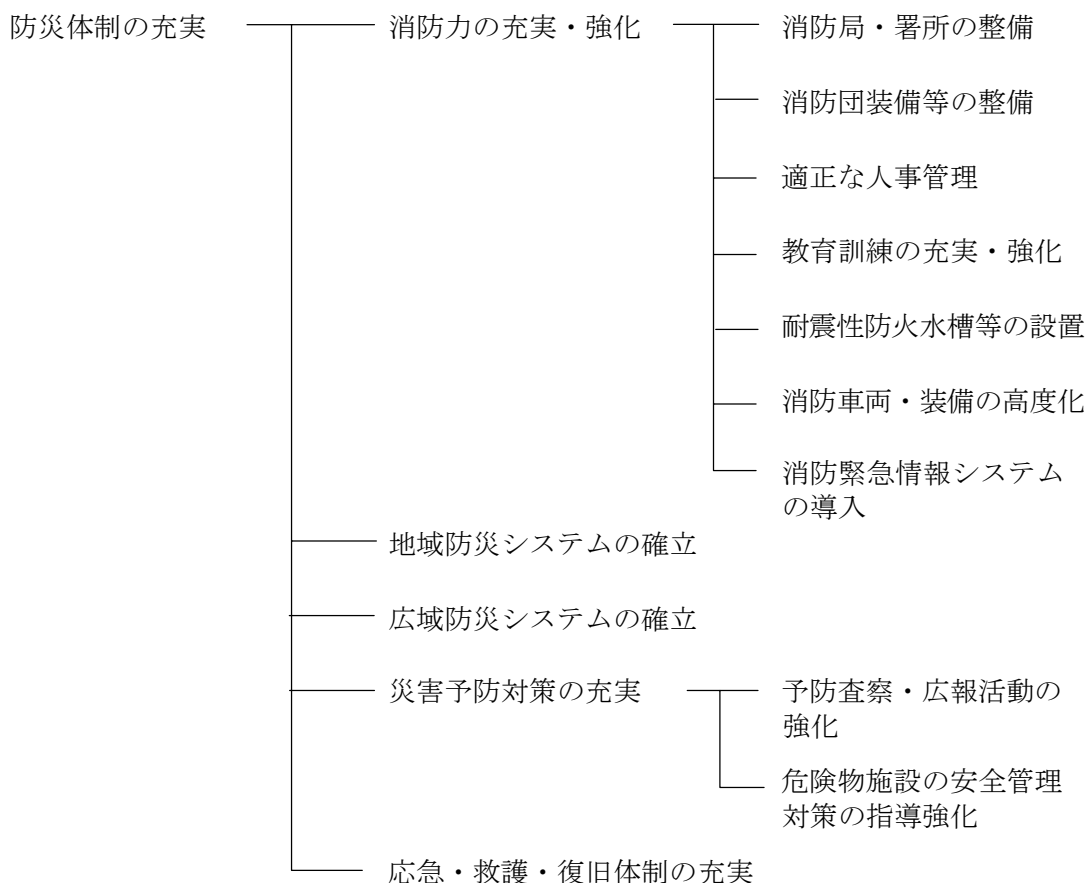 防災体制の充実
消防力の充実・強化
消防局・署所の整備
消防団装備等の整備
適正な人事管理
教育訓練の充実・強化
耐震性防火水槽等の設置
消防車両・装備の高度化
消防緊急情報システム
の導入
地域防災システムの確立
広域防災システムの確立
災害予防対策の充実
予防査察・広報活動の
強化
危険物施設の安全管理
対策の指導強化
応急・救護・復旧体制の充実